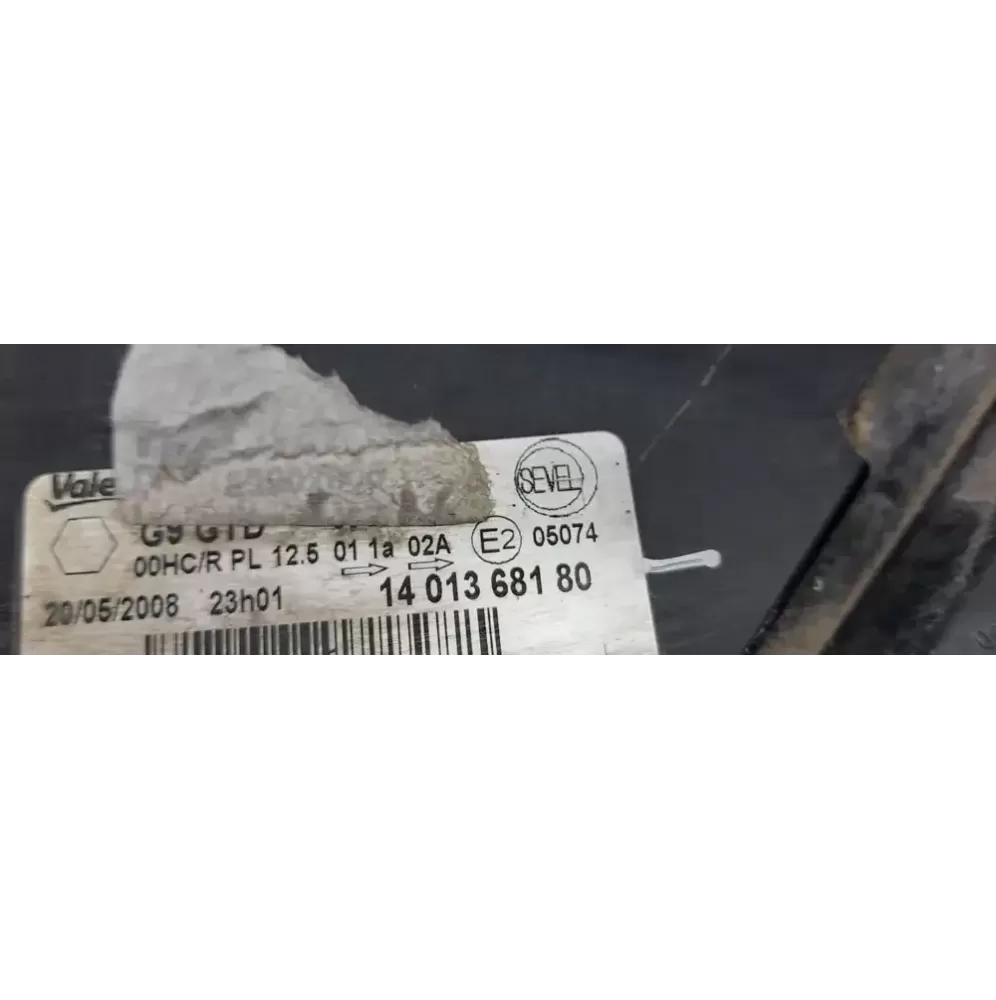 Vale
SEVEL
G9 GTD
00HC/R PL 12.5 01 1a 02A E2 05074
20/05/2008 23h01 14 013 681 80